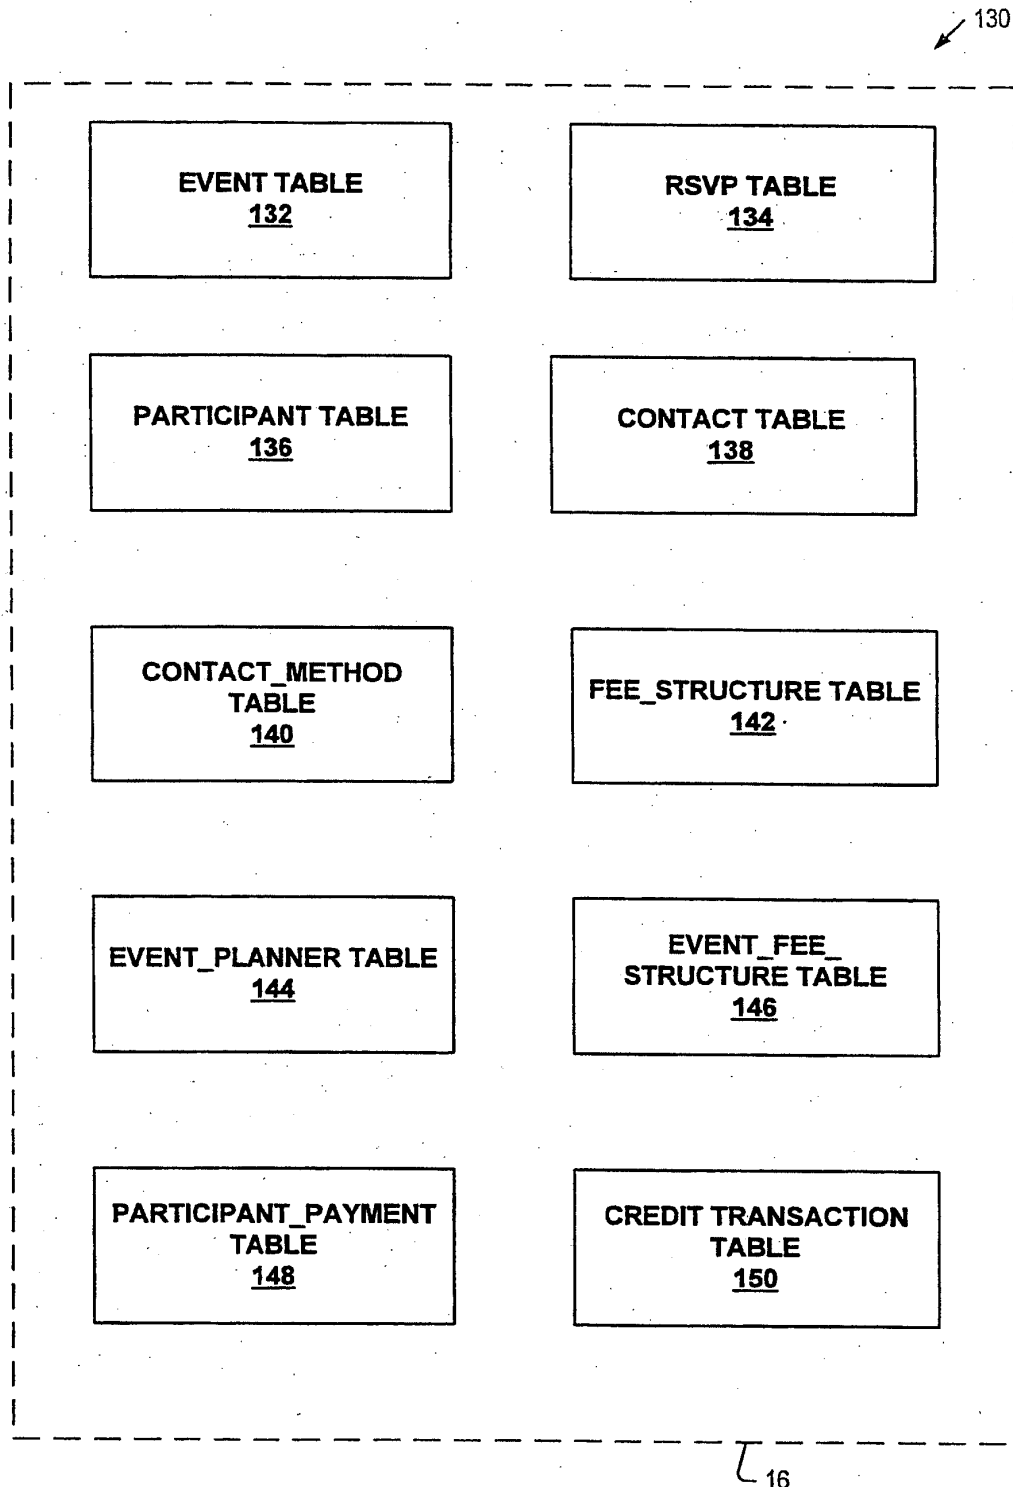 130
EVENT TABLE
132
RSVP TABLE
134
PARTICIPANT TABLE
136
CONTACT TABLE
138
CONTACT_METHOD
TABLE
140
FEE_STRUCTURE TABLE
142
EVENT_PLANNER TABLE
144
EVENT_FEE_
STRUCTURE TABLE
146
PARTICIPANT_PAYMENT
TABLE
148
CREDIT TRANSACTION
TABLE
150
16